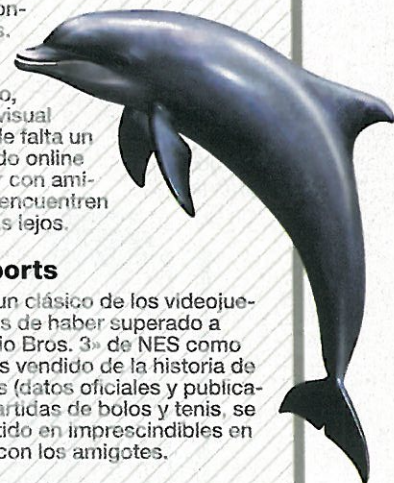 on-
s.
o,
visual
le falta un
do online
r con ami-
encuentren
s lejos.
ports
un clásico de los videojue-
s de haber superado a
io Bros. 3» de NES como
s vendido de la historia de
s (datos oficiales y publica-
artidas de bolos y tenis, se
tido en imprescindibles en
con los amigotes.